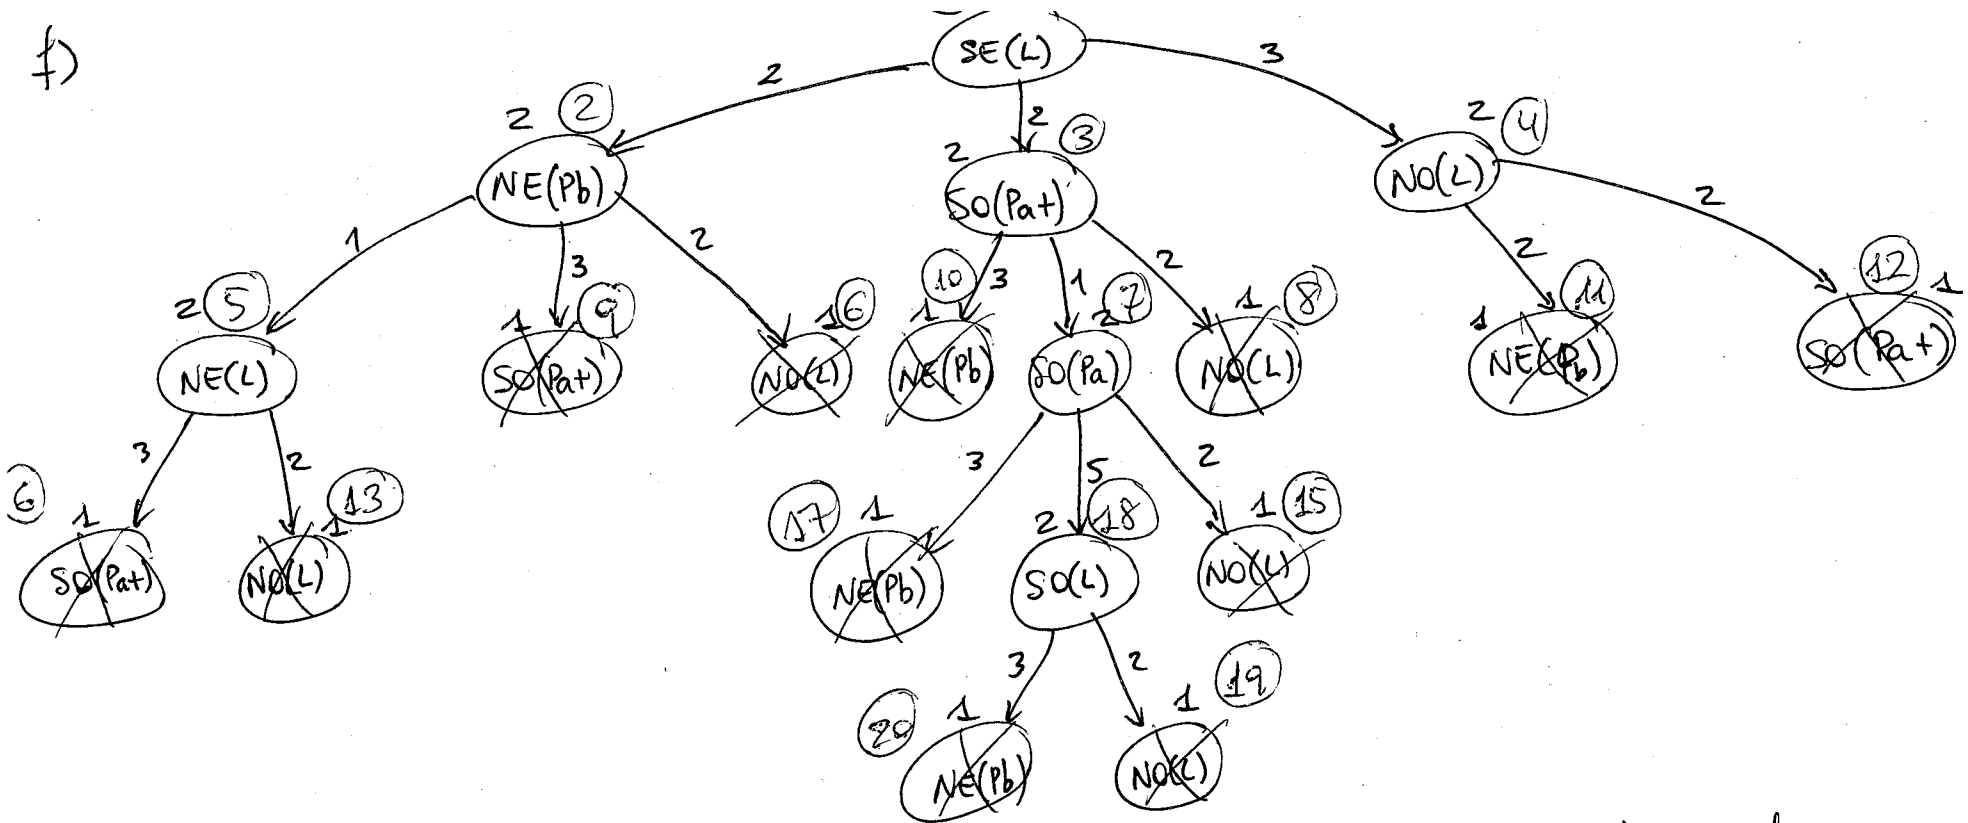 f)
SE(L)
2 2 3
2 2 2 3 2 4
NE(Pb) SO(Pat) NO(L)
1 3 2 3 1 2 2 2
2 5 1 9 1 6 1 10 2 7 1 8 1 11 12 1
NE(L) SO(Pat) NO(L) NE(Pb) SO(Pa) NO(L) NE(Pb) SO(Pat)
3 2 3 5 2
6 1 1 13 17 1 2 18 1 15
SO(Pat) NO(L) NE(Pb) SO(L) NO(L)
3 2
20 1 1 19
NE(Pb) NO(L)